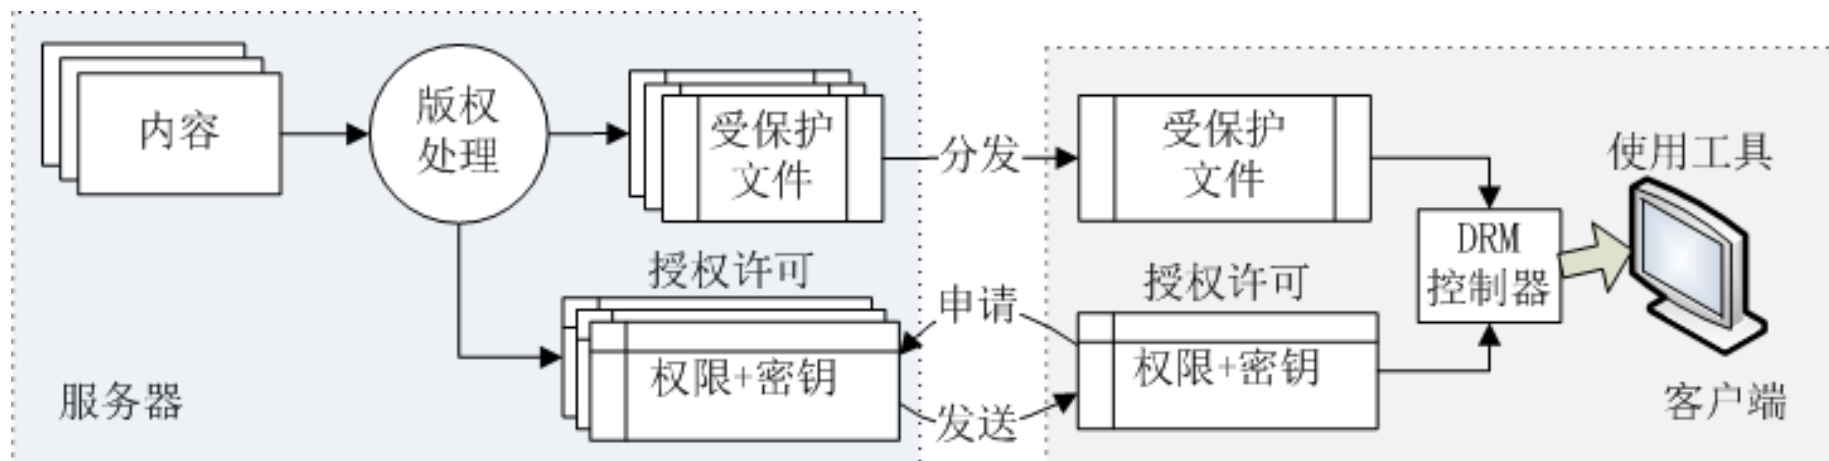 内容
版权
处理
受保护
文件
分发
受保护
文件
使用工具
DRM
控制器
授权许可
权限+密钥
申请
发送
授权许可
权限+密钥
服务器
客户端